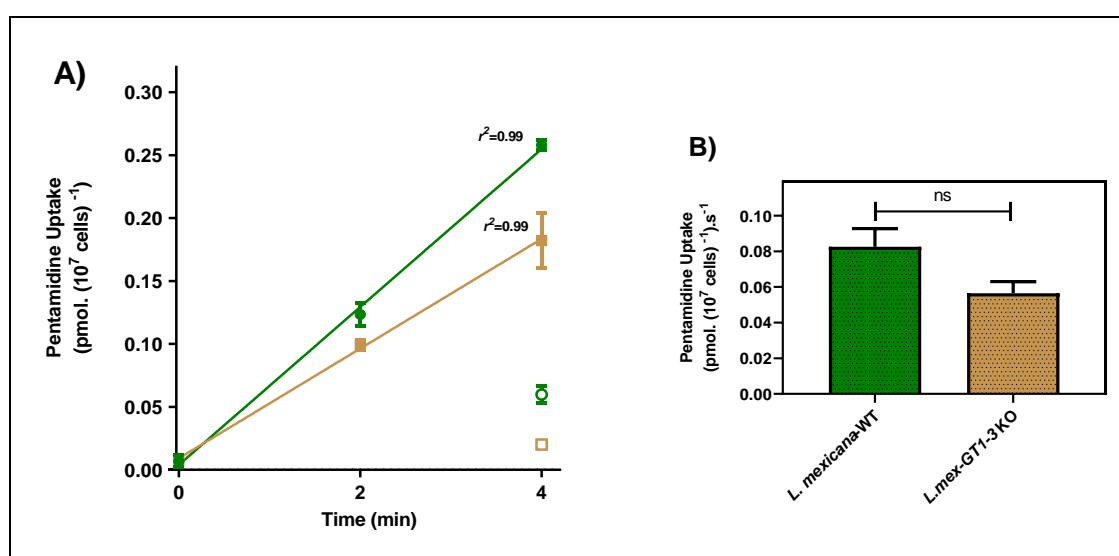 A)
Pentamidine Uptake
(pmol. (10⁷ cells) ⁻¹)
0.30
0.25
0.20
0.15
0.10
0.05
0.00
r²=0.99
r²=0.99
0
2
4
Time (min)
B)
Pentamidine Uptake
(pmol. (10⁷ cells) ⁻¹).s⁻¹
0.10
0.08
0.06
0.04
0.02
0.00
ns
L. mexicana-WT
L.mex-GT1-3 KO